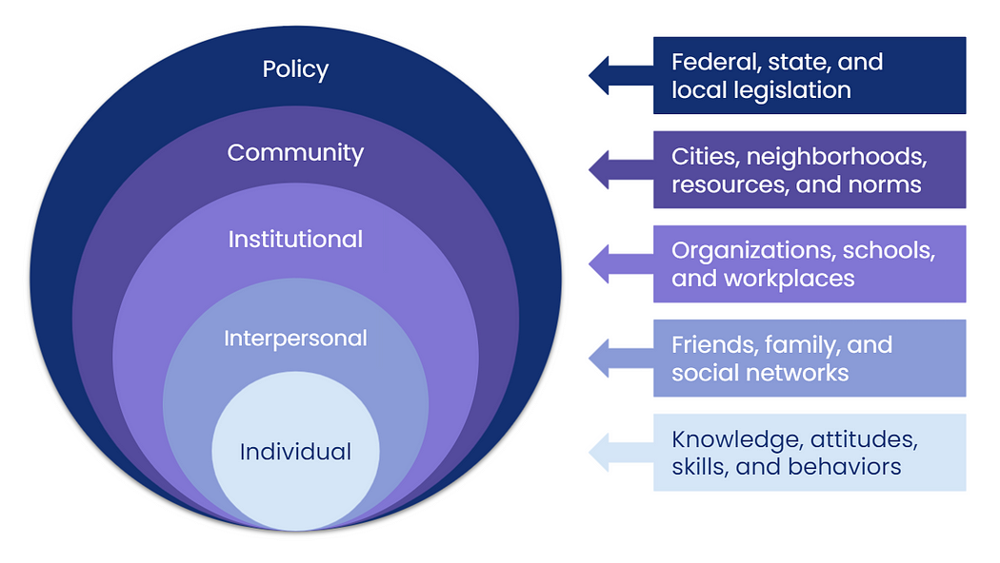 Policy
Federal, state, and
local legislation
Community
Cities, neighborhoods,
resources, and norms
Institutional
Organizations, schools,
and workplaces
Interpersonal
Friends, family, and
social networks
Individual
Knowledge, attitudes,
skills, and behaviors